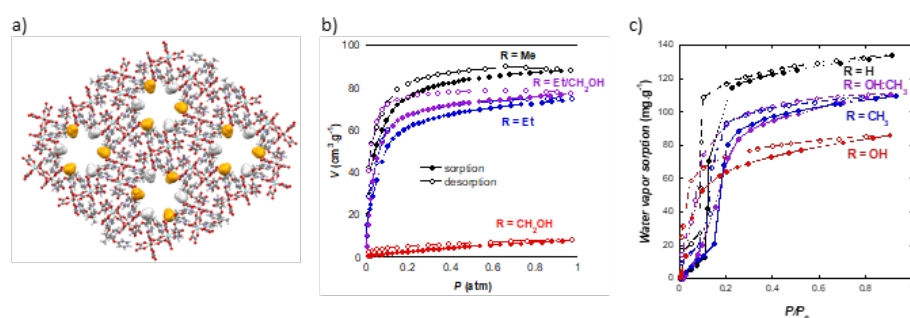 a)
b)
c)
100
80
60
40
20
0
V (cm³.g⁻¹)
R = Me
R = Et/CH₂OH
R = Et
sorption
desorption
R = CH₂OH
0
0.2
0.4
0.6
0.8
1
P (atm)
140
120
100
80
60
40
20
0
Water vapor sorption (mg.g⁻¹)
R = H
R = OH:CH₃
R = CH₃
R = OH
0
0.2
0.4
0.6
0.8
P/P₀